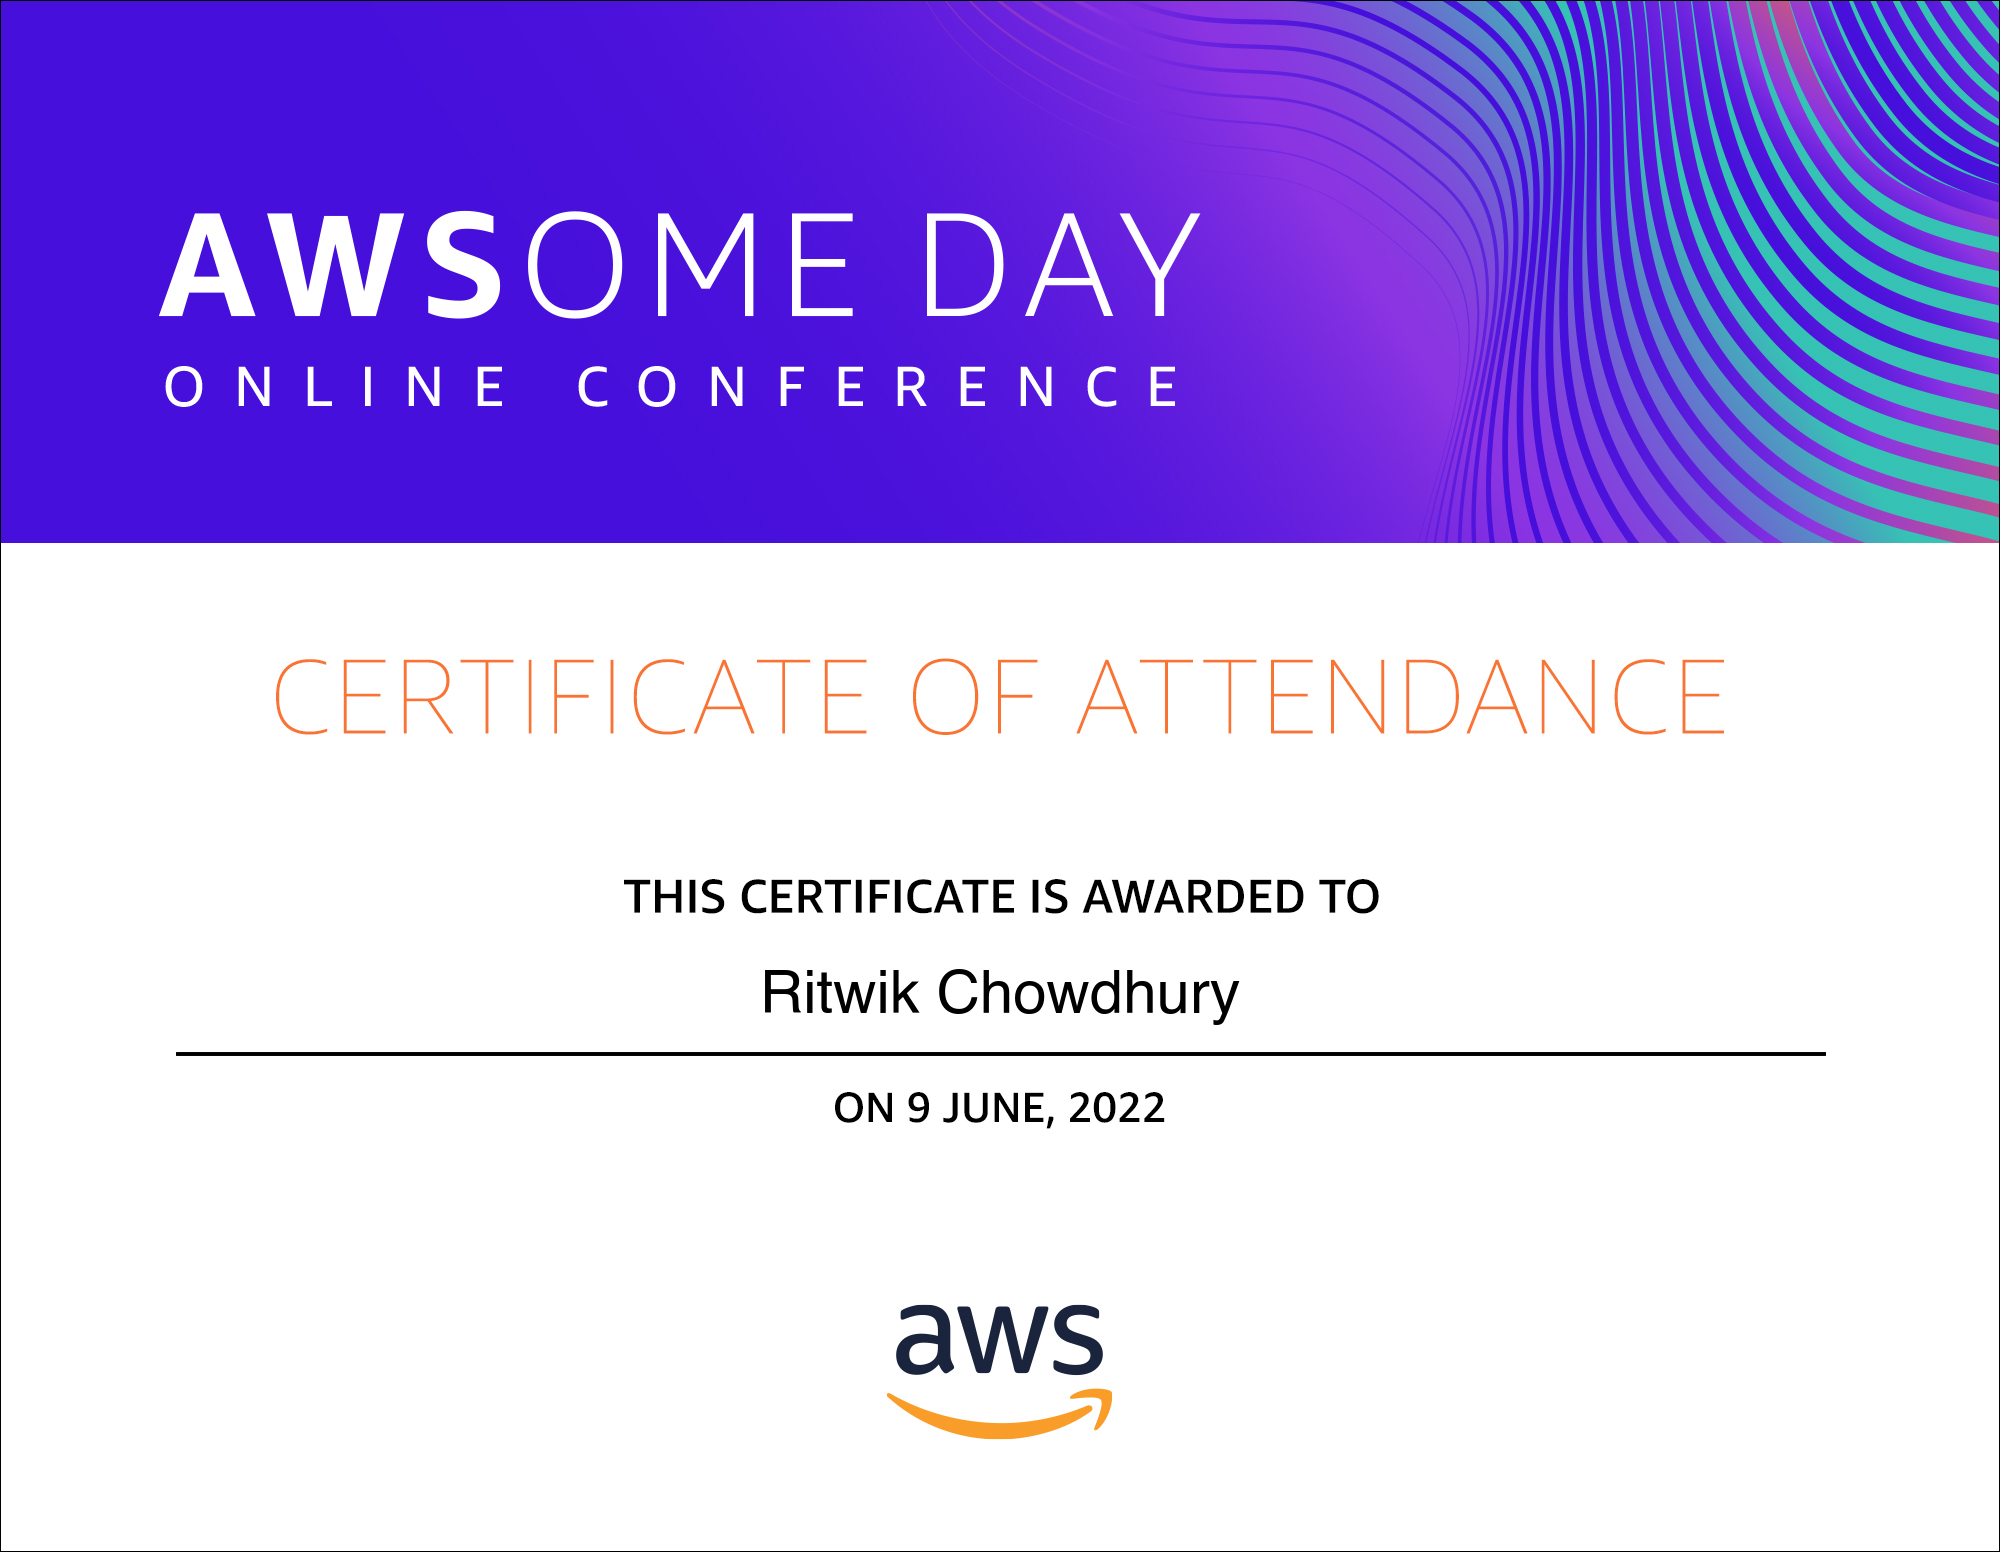 AWSOME DAY
ONLINE CONFERENCE
CERTIFICATE OF ATTENDANCE
THIS CERTIFICATE IS AWARDED TO
Ritwik Chowdhury
ON 9 JUNE, 2022
aws